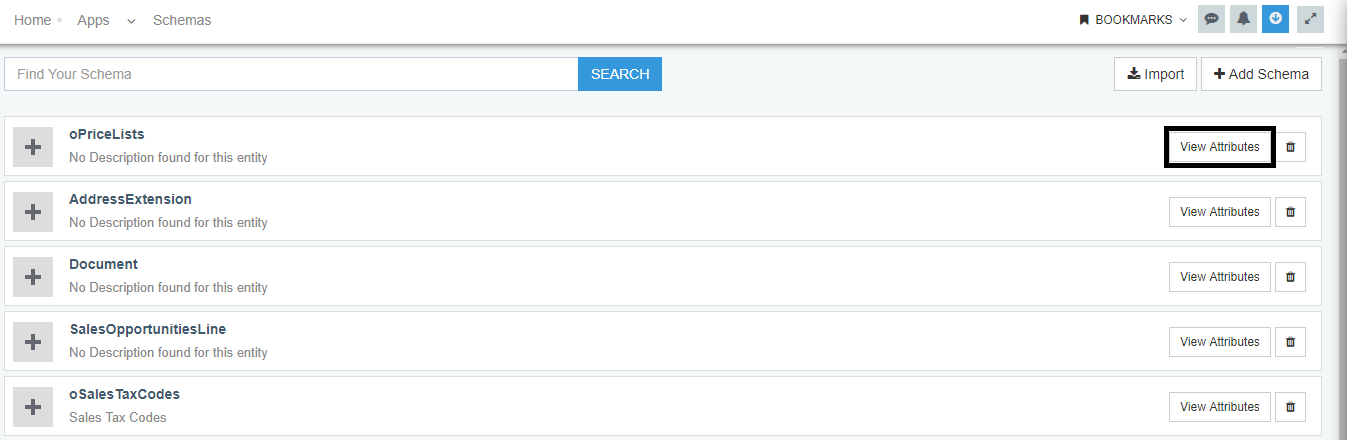 Home Apps Schemas BOOKMARKS
Find Your Schema SEARCH Import Add Schema
oPriceLists
No Description found for this entity
View Attributes
AddressExtension
No Description found for this entity
View Attributes
Document
No Description found for this entity
View Attributes
SalesOpportunitiesLine
No Description found for this entity
View Attributes
oSalesTaxCodes
Sales Tax Codes
View Attributes